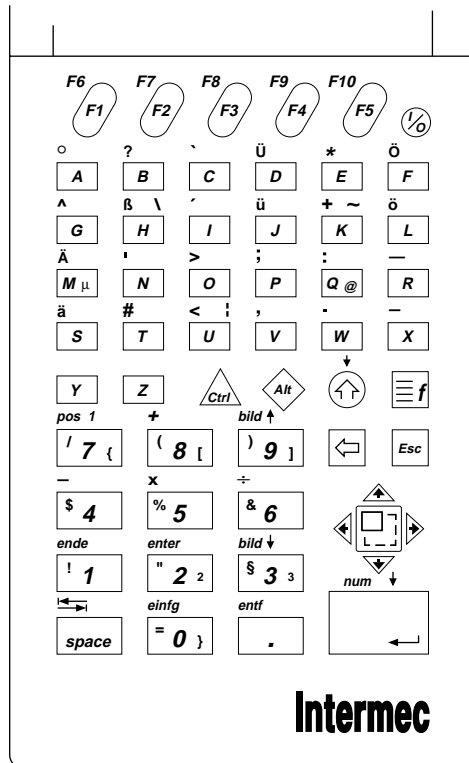 F6 F7 F8 F9 F10
F1 F2 F3 F4 F5 I/O
° ? ` Ü * Ö
A B C D E F
^ ß \ ´ ü + ~ ö
G H I J K L
Ä ' > ; : —
M µ N O P Q @ R
ä # < ¦ , . –
S T U V W X
Y Z Ctrl Alt f
pos 1 + bild
/ 7 { ( 8 [ ) 9 ] Esc
– x ÷
$ 4 % 5 & 6
ende enter bild
! 1 " 2 2 § 3 3 num
einfg entf
space = 0 } .
Intermec